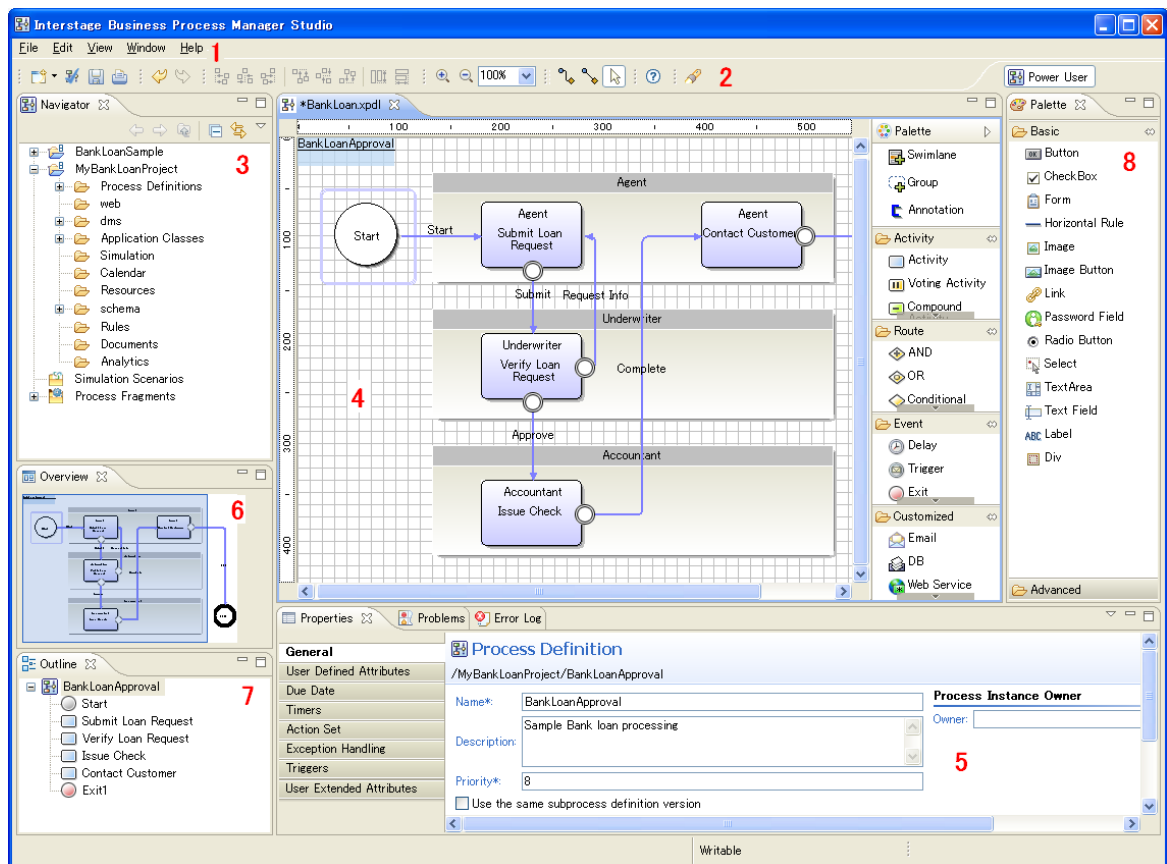 Interstage Business Process Manager Studio
File Edit View Window Help 1
100% 2 Power User
Navigator
3
BankLoanSample
MyBankLoanProject
Process Definitions
web
dms
Application Classes
Simulation
Calendar
Resources
schema
Rules
Documents
Analytics
Simulation Scenarios
Process Fragments
*BankLoan.xpdl
100 200 300 400 500
100
200
300
400
BankLoanApproval
Agent
Start
Start
Agent
Submit Loan
Request
Agent
Contact Customer
Submit Request Info
Underwriter
Underwriter
Verify Loan
Request
Complete
4
Approve
Accountant
Accountant
Issue Check
Palette
Swimlane
Group
Annotation
Activity
Activity
Voting Activity
Compound
Route
AND
OR
Conditional
Event
Delay
Trigger
Exit
Customized
Email
DB
Web Service
Palette
Basic
8
OK Button
CheckBox
Form
Horizontal Rule
Image
Image Button
Link
Password Field
Radio Button
Select
TextArea
Text Field
ABC Label
Div
Advanced
Overview
6
Outline
7
BankLoanApproval
Start
Submit Loan Request
Verify Loan Request
Issue Check
Contact Customer
Exit1
Properties Problems Error Log
General
User Defined Attributes
Due Date
Timers
Action Set
Exception Handling
Triggers
User Extended Attributes
Process Definition
/MyBankLoanProject/BankLoanApproval
Name*: BankLoanApproval
Description: Sample Bank loan processing
Priority*: 8
Use the same subprocess definition version
Process Instance Owner
Owner:
5
Writable